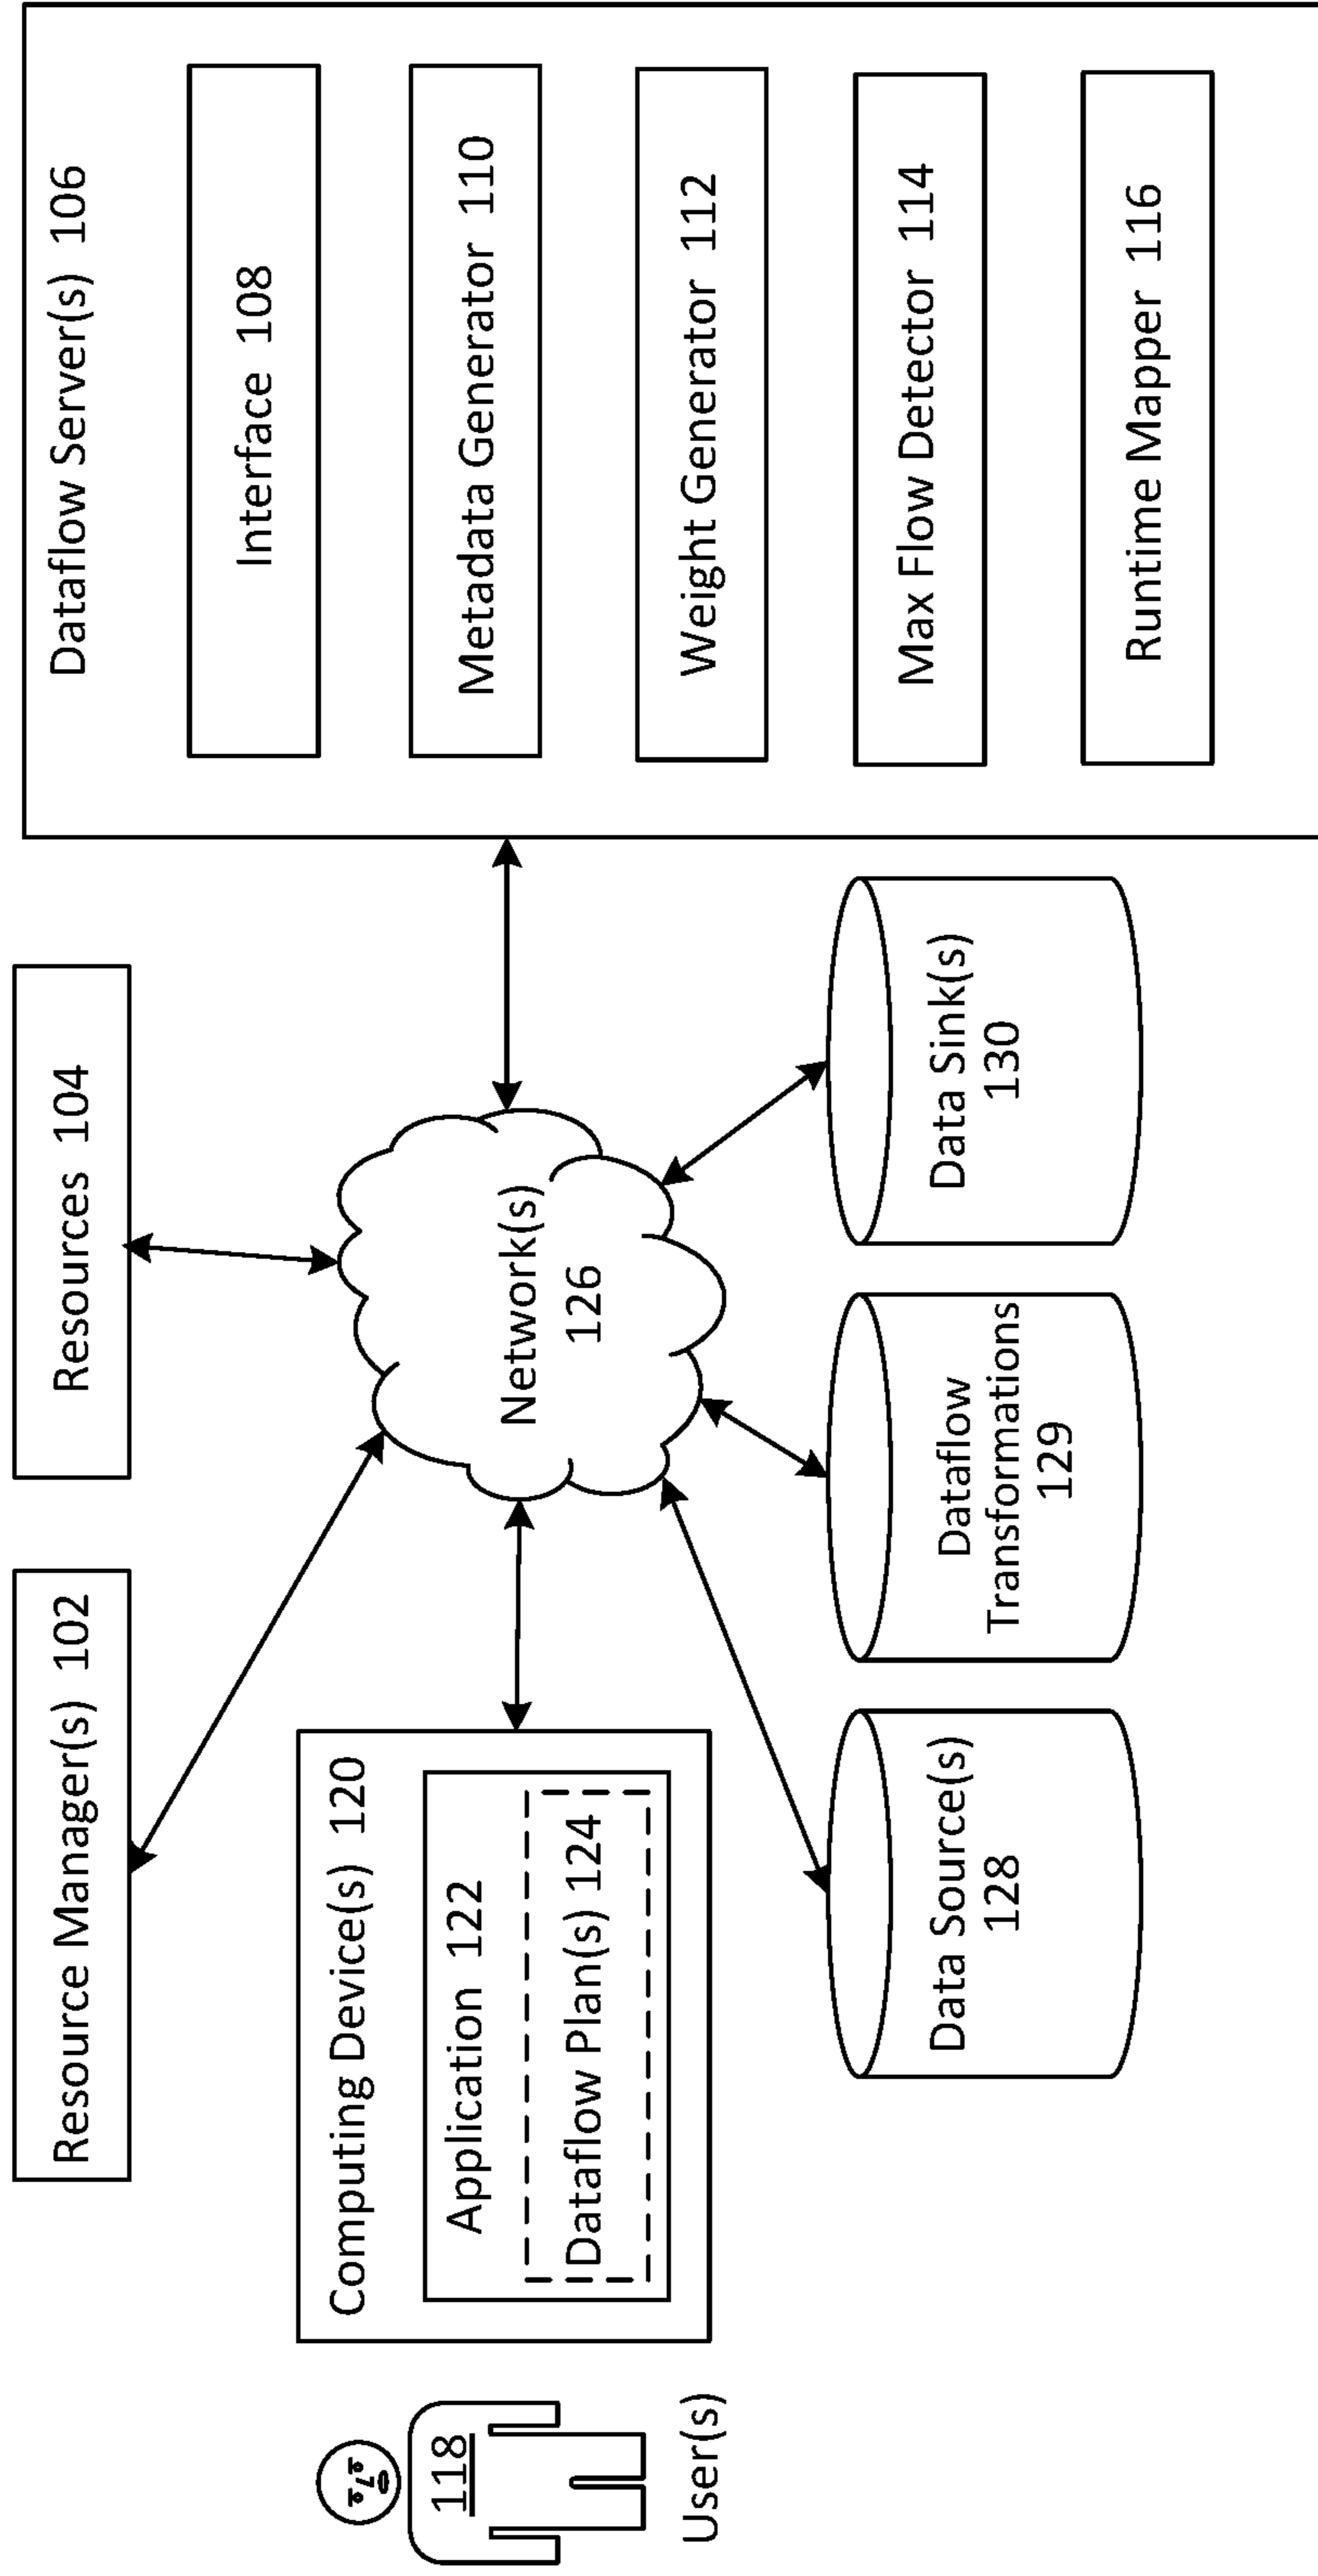 Resource Manager(s) 102
Resources 104
Dataflow Server(s) 106
Interface 108
Metadata Generator 110
Weight Generator 112
Max Flow Detector 114
Runtime Mapper 116
118
User(s)
Computing Device(s) 120
Application 122
Dataflow Plan(s) 124
Network(s)
126
Data Source(s)
128
Dataflow
Transformations
129
Data Sink(s)
130